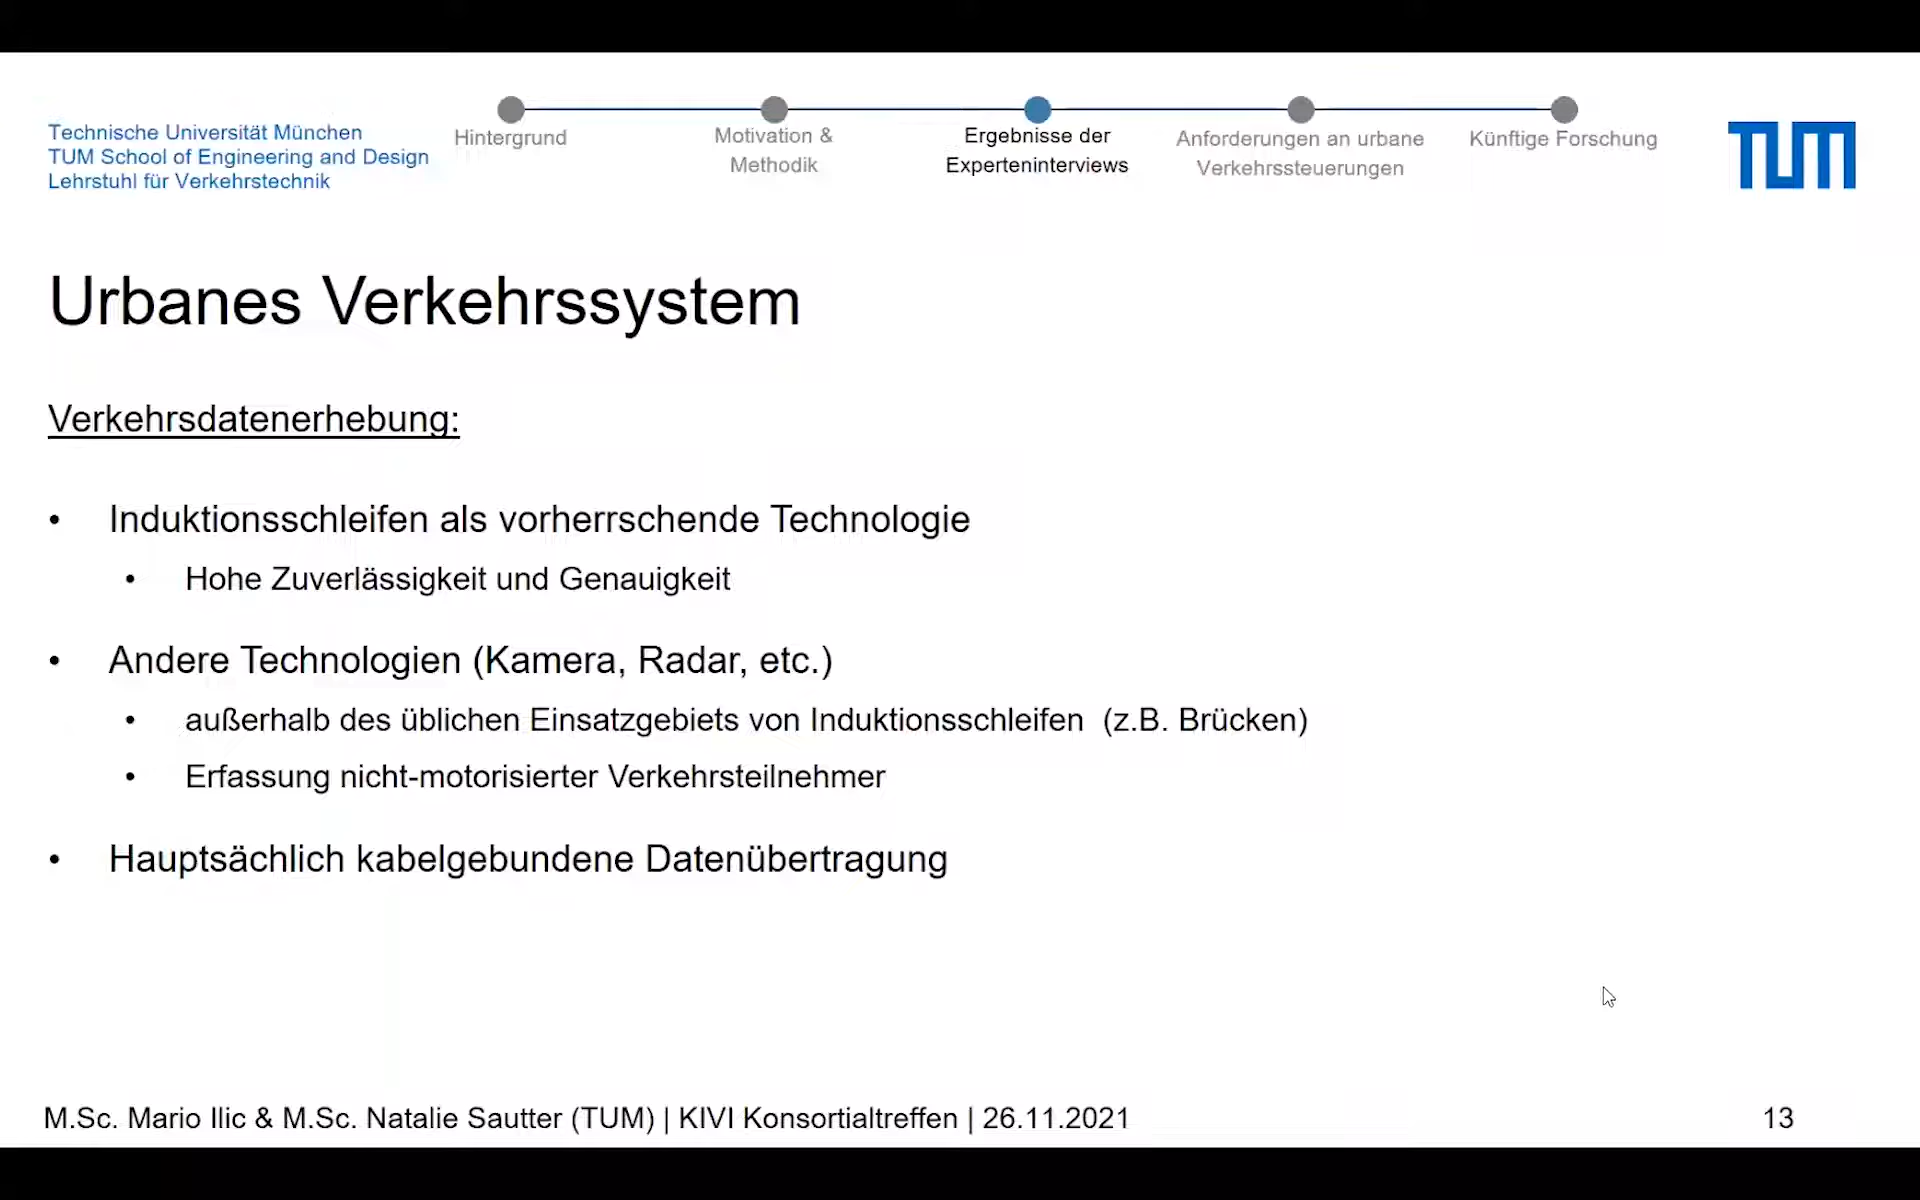 Technische Universität München
TUM School of Engineering and Design
Lehrstuhl für Verkehrstechnik
Hintergrund
Motivation &
Methodik
Ergebnisse der
Experteninterviews
Anforderungen an urbane
Verkehrssteuerungen
Künftige Forschung
TUM
Urbanes Verkehrssystem
Verkehrsdatenerhebung:
• Induktionsschleifen als vorherrschende Technologie
• Hohe Zuverlässigkeit und Genauigkeit
• Andere Technologien (Kamera, Radar, etc.)
• außerhalb des üblichen Einsatzgebiets von Induktionsschleifen (z.B. Brücken)
• Erfassung nicht-motorisierter Verkehrsteilnehmer
• Hauptsächlich kabelgebundene Datenübertragung
M.Sc. Mario Ilic & M.Sc. Natalie Sautter (TUM) | KIVI Konsortialtreffen | 26.11.2021
13